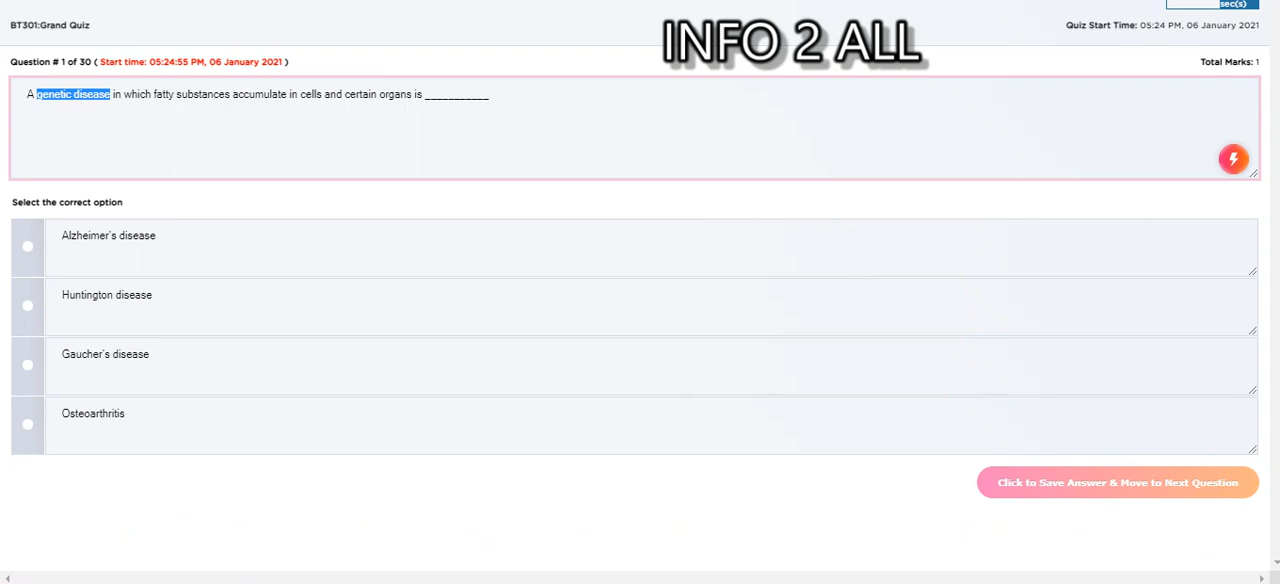 sec(s)
BT301:Grand Quiz
INFO 2 ALL
Quiz Start Time: 05:24 PM, 06 January 2021
Question # 1 of 30 ( Start time: 05:24:55 PM, 06 January 2021 )
Total Marks: 1
A genetic disease in which fatty substances accumulate in cells and certain organs is ___________
Select the correct option
Alzheimer's disease
Huntington disease
Gaucher's disease
Osteoarthritis
Click to Save Answer & Move to Next Question